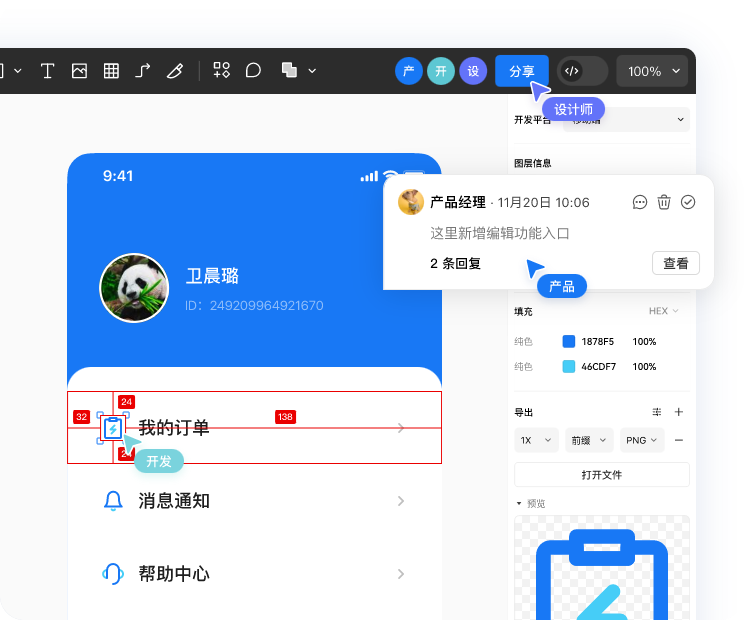 产
开
设
分享
100%
设计师
开发平台
图层信息
9:41
产品经理 · 11月20日 10:06
这里新增编辑功能入口
2 条回复
查看
产品
卫晨璐
ID：249209964921670
填充
HEX
纯色 1878F5 100%
纯色 46CDF7 100%
24
32
138
我的订单
开发
导出
1X 前缀 PNG
打开文件
预览
消息通知
帮助中心